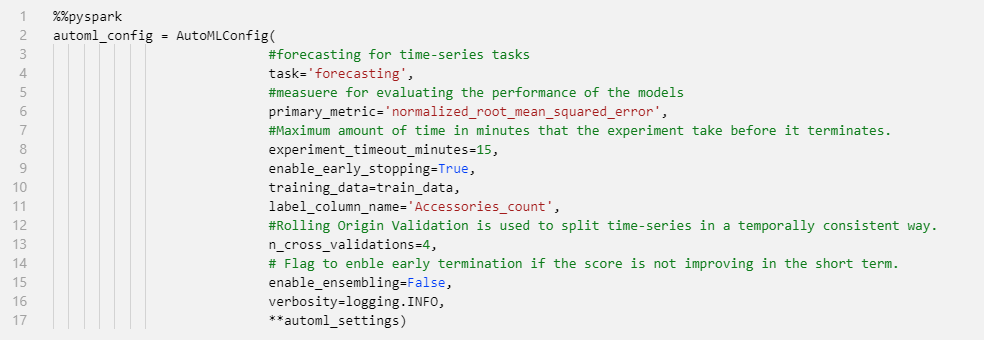 1 %%pyspark
2 automl_config = AutoMLConfig(
3 #forecasting for time-series tasks
4 task='forecasting',
5 #measuere for evaluating the performance of the models
6 primary_metric='normalized_root_mean_squared_error',
7 #Maximum amount of time in minutes that the experiment take before it terminates.
8 experiment_timeout_minutes=15,
9 enable_early_stopping=True,
10 training_data=train_data,
11 label_column_name='Accessories_count',
12 #Rolling Origin Validation is used to split time-series in a temporally consistent way.
13 n_cross_validations=4,
14 # Flag to enble early termination if the score is not improving in the short term.
15 enable_ensembling=False,
16 verbosity=logging.INFO,
17 **automl_settings)